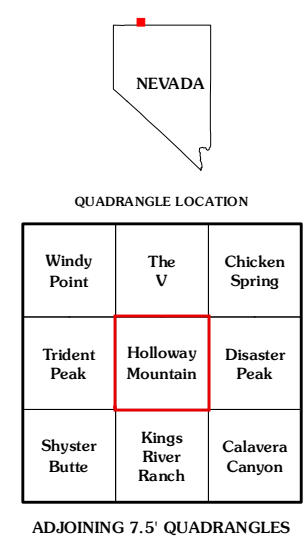 NEVADA
QUADRANGLE LOCATION
Windy
Point
The
V
Chicken
Spring
Trident
Peak
Holloway
Mountain
Disaster
Peak
Shyster
Butte
Kings
River
Ranch
Calavera
Canyon
ADJOINING 7.5' QUADRANGLES